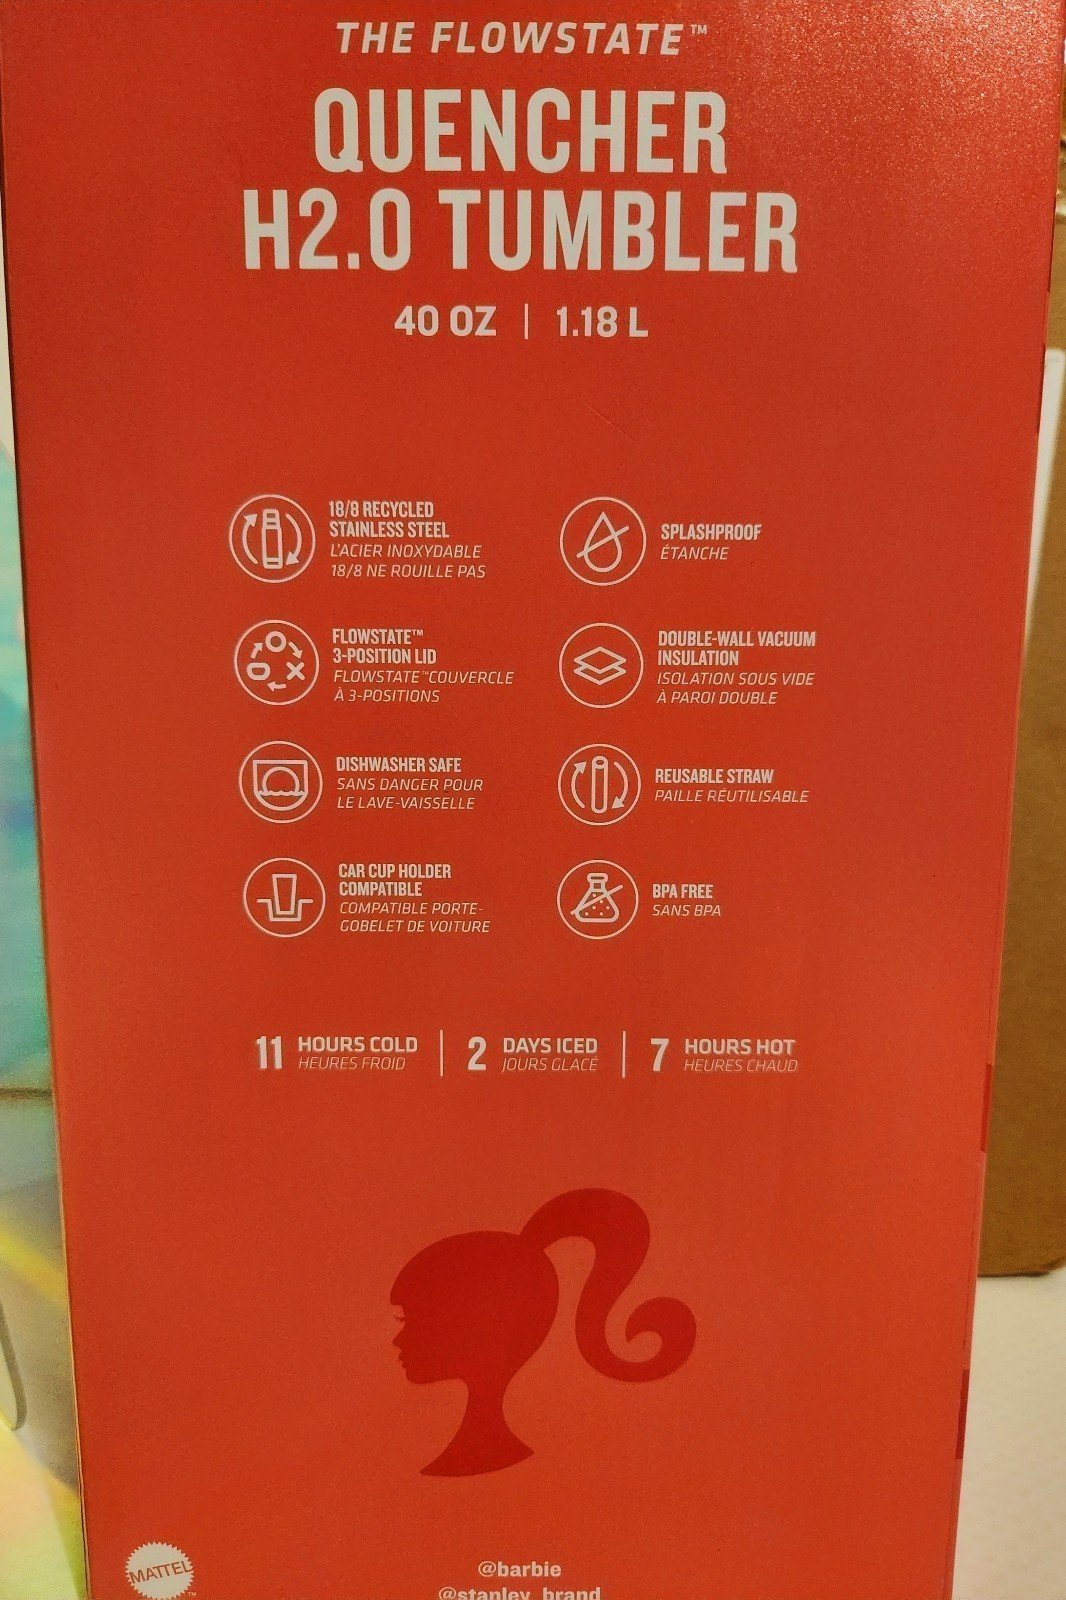 THE FLOWSTATE™
QUENCHER
H2.0 TUMBLER
40 OZ | 1.18 L
18/8 RECYCLED
STAINLESS STEEL
L'ACIER INOXYDABLE
18/8 NE ROUILLE PAS
SPLASHPROOF
ÉTANCHE
FLOWSTATE™
3-POSITION LID
FLOWSTATE™COUVERCLE
À 3-POSITIONS
DOUBLE-WALL VACUUM
INSULATION
ISOLATION SOUS VIDE
À PAROI DOUBLE
DISHWASHER SAFE
SANS DANGER POUR
LE LAVE-VAISSELLE
REUSABLE STRAW
PAILLE RÉUTILISABLE
CAR CUP HOLDER
COMPATIBLE
COMPATIBLE PORTE-
GOBELET DE VOITURE
BPA FREE
SANS BPA
11 HOURS COLD
HEURES FROID
2 DAYS ICED
JOURS GLACÉ
7 HOURS HOT
HEURES CHAUD
MATTEL™
@barbie
@stanley_brand